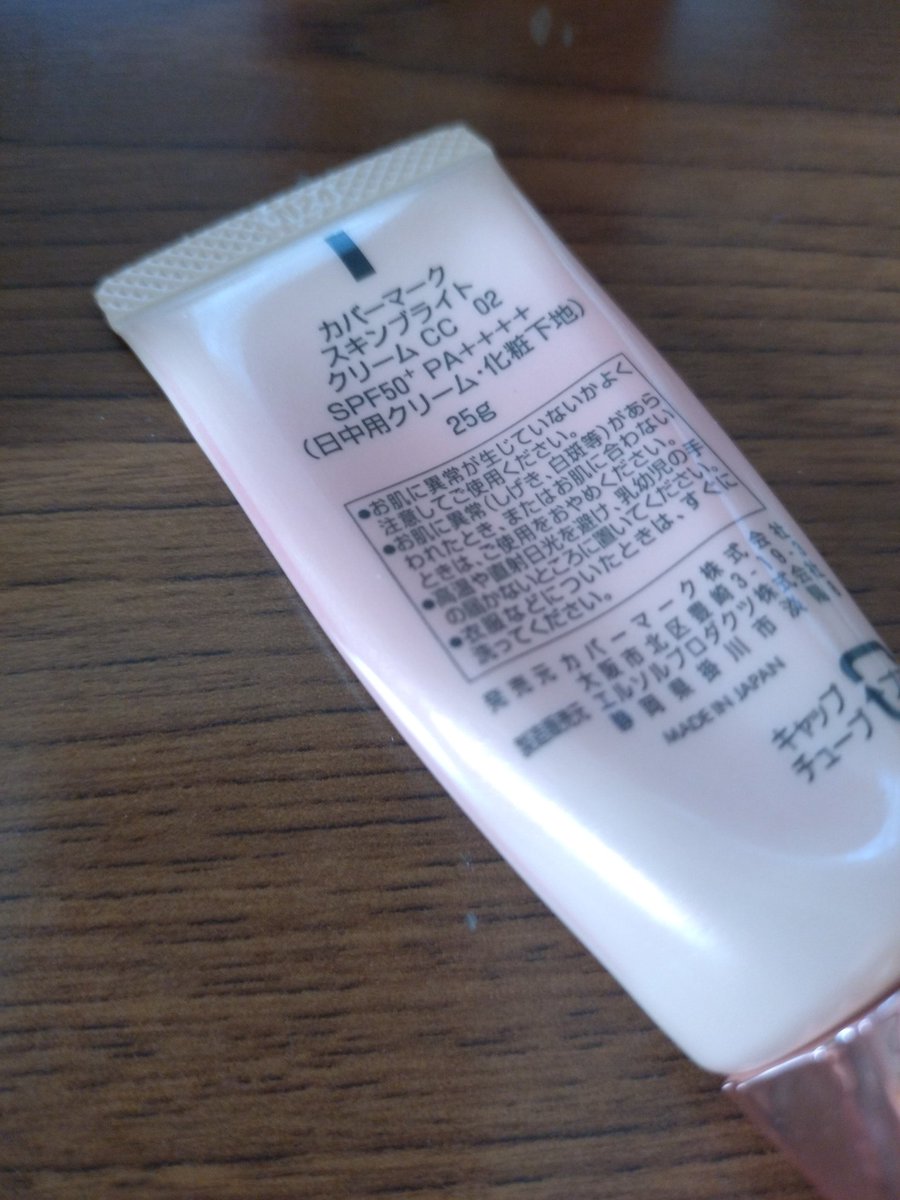 カバーマーク
スキンブライト
クリーム CC 02
SPF50⁺ PA++++
(日中用クリーム・化粧下地)
25g
●お肌に異常が生じていないかよく
注意してご使用ください。
●お肌に異常(しげき、白斑等)があら
われたとき、またはお肌に合わない
ときは、ご使用をおやめください。
●高温や直射日光を避け、乳幼児の手
の届かないところに置いてください。
●衣服などについたときは、すぐに
洗ってください。
発売元 カバーマーク株式会社
大阪市北区豊崎3-19-3
エルソルプロダクツ株式会社
静岡県掛川市
MADE IN JAPAN
キャップ
チューブ